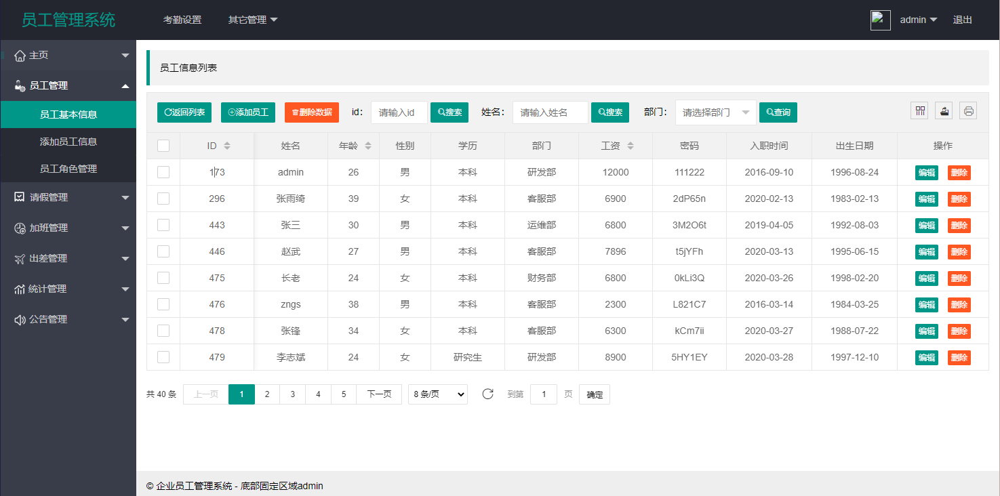 员工管理系统 考勤设置 其它管理 admin 退出
主页
员工管理
员工基本信息
添加员工信息
员工角色管理
请假管理
加班管理
出差管理
统计管理
公告管理
员工信息列表
返回列表 添加员工 删除数据 id: 请输入id 搜索 姓名: 请输入姓名 搜索 部门: 请选择部门 查询
ID 姓名 年龄 性别 学历 部门 工资 密码 入职时间 出生日期 操作
173 admin 26 男 本科 研发部 12000 111222 2016-09-10 1996-08-24 编辑 删除
296 张雨绮 39 女 本科 客服部 6900 2dP65n 2020-02-13 1983-02-13 编辑 删除
443 张三 30 男 本科 运维部 6800 3M2O6t 2019-04-05 1992-08-03 编辑 删除
446 赵武 27 男 本科 客服部 7896 t5jYFh 2020-03-13 1995-06-15 编辑 删除
475 长老 24 女 本科 财务部 6800 0kLi3Q 2020-03-26 1998-02-20 编辑 删除
476 zngs 38 男 本科 客服部 2300 L821C7 2016-03-14 1984-03-25 编辑 删除
478 张锋 34 女 本科 客服部 6300 kCm7ii 2020-03-27 1988-07-22 编辑 删除
479 李志斌 24 女 研究生 研发部 8900 5HY1EY 2020-03-28 1997-12-10 编辑 删除
共 40 条 上一页 1 2 3 4 5 下一页 8 条/页 到第 1 页 确定
© 企业员工管理系统 - 底部固定区域admin